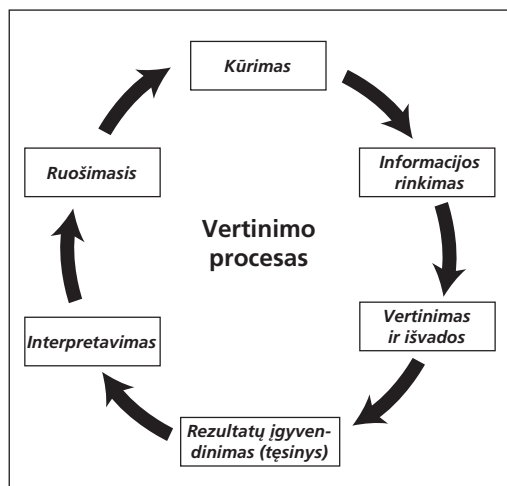 Kūrimas
Informacijos
rinkimas
Vertinimas
ir išvados
Rezultatų įgyven-
dinimas (tęsinys)
Interpretavimas
Ruošimasis
Vertinimo
procesas